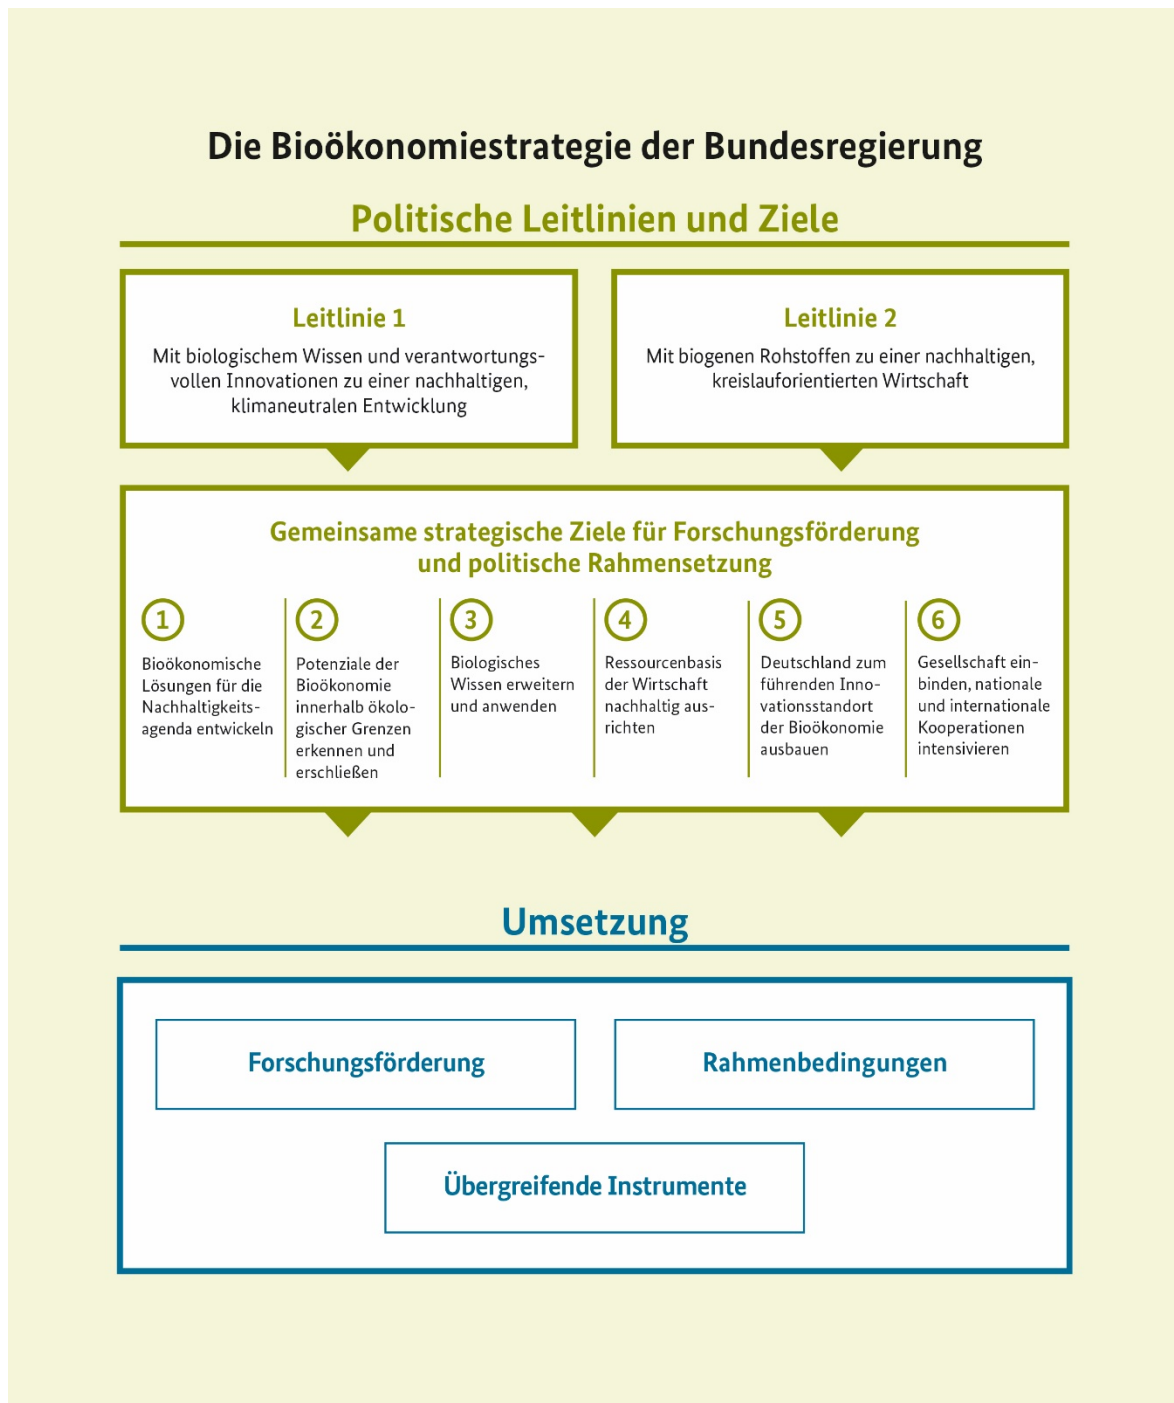 Die Bioökonomiestrategie der Bundesregierung
Politische Leitlinien und Ziele
Leitlinie 1
Mit biologischem Wissen und verantwortungs-
vollen Innovationen zu einer nachhaltigen,
klimaneutralen Entwicklung
Leitlinie 2
Mit biogenen Rohstoffen zu einer nachhaltigen,
kreislauforientierten Wirtschaft
Gemeinsame strategische Ziele für Forschungsförderung
und politische Rahmensetzung
1
Bioökonomische
Lösungen für die
Nachhaltigkeits-
agenda entwickeln
2
Potenziale der
Bioökonomie
innerhalb ökolo-
gischer Grenzen
erkennen und
erschließen
3
Biologisches
Wissen erweitern
und anwenden
4
Ressourcenbasis
der Wirtschaft
nachhaltig aus-
richten
5
Deutschland zum
führenden Inno-
vationsstandort
der Bioökonomie
ausbauen
6
Gesellschaft ein-
binden, nationale
und internationale
Kooperationen
intensivieren
Umsetzung
Forschungsförderung
Rahmenbedingungen
Übergreifende Instrumente